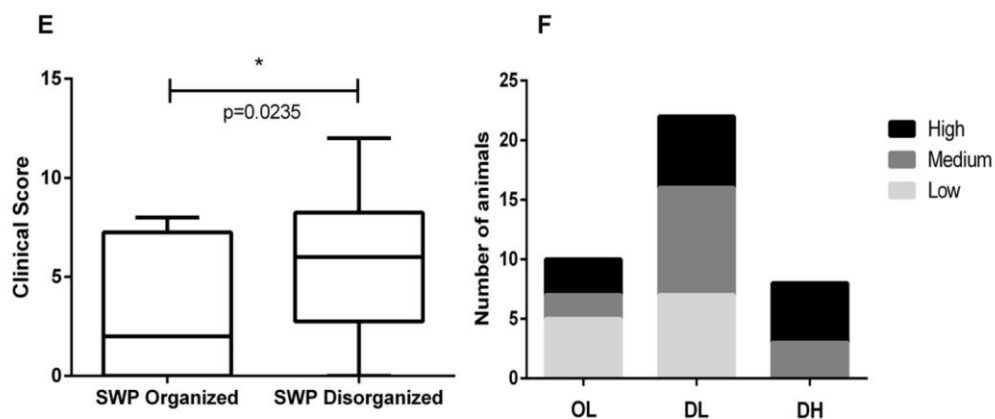 E
*
p=0.0235
Clinical Score
15
10
5
0
SWP Organized SWP Disorganized
F
Number of animals
25
20
15
10
5
0
OL DL DH
High
Medium
Low